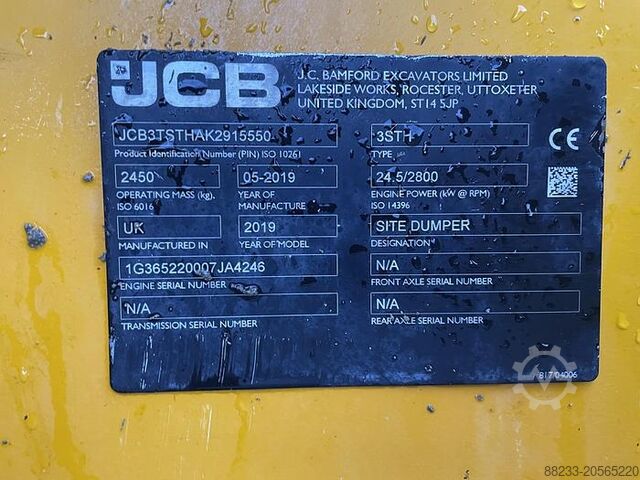 JCB
J.C. BAMFORD EXCAVATORS LIMITED
LAKESIDE WORKS, ROCESTER, UTTOXETER
UNITED KINGDOM, ST14 5JP
JCB3TSTHAK2915550
Product Identification Number (PIN) ISO 10261
3STH
TYPE
CE
2450
OPERATING MASS (kg).
ISO 6016
05-2019
YEAR OF
MANUFACTURE
24.5/2800
ENGINE POWER (kW @ RPM)
ISO 14396
UK
MANUFACTURED IN
2019
YEAR OF MODEL
SITE DUMPER
DESIGNATION
1G365220007JA4246
ENGINE SERIAL NUMBER
N/A
FRONT AXLE SERIAL NUMBER
N/A
TRANSMISSION SERIAL NUMBER
N/A
REAR AXLE SERIAL NUMBER
817/04006
88233-20565220